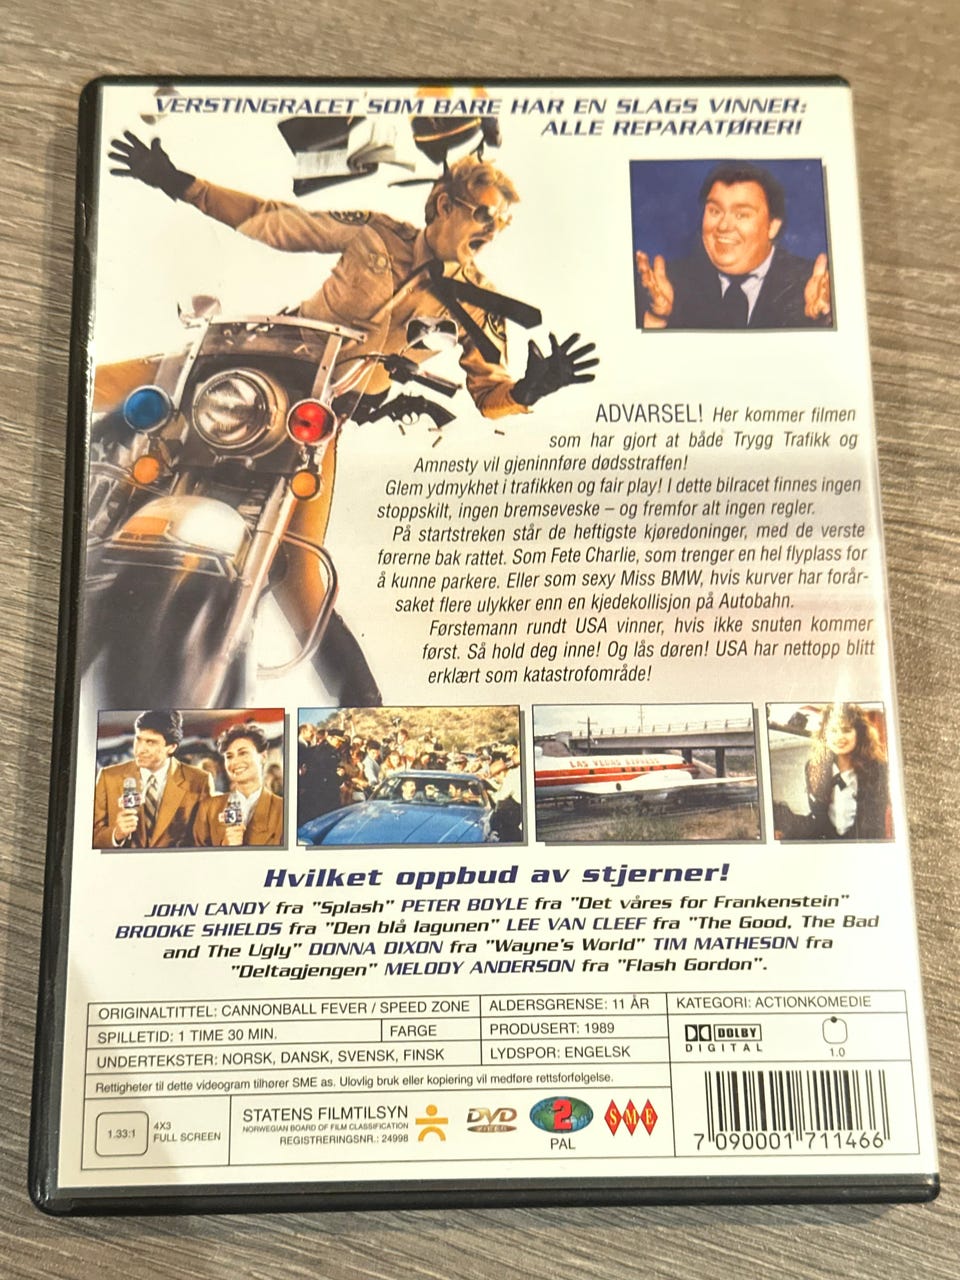 VERSTINGRACET SOM BARE HAR EN SLAGS VINNER:
ALLE REPARATØRER!
ADVARSEL! Her kommer filmen
som har gjort at både Trygg Trafikk og
Amnesty vil gjeninnføre dødsstraffen!
Glem ydmykhet i trafikken og fair play! I dette bilracet finnes ingen
stoppskilt, ingen bremseveske – og fremfor alt ingen regler.
På startstreken står de heftigste kjøredoninger, med de verste
førerne bak rattet. Som Fete Charlie, som trenger en hel flyplass for
å kunne parkere. Eller som sexy Miss BMW, hvis kurver har forår-
saket flere ulykker enn en kjedekollisjon på Autobahn.
Førstemann rundt USA vinner, hvis ikke snuten kommer
først. Så hold deg inne! Og lås døren! USA har nettopp blitt
erklært som katastrofområde!
3
3
LAS VEGAS EXPRESS
Hvilket oppbud av stjerner!
JOHN CANDY fra "Splash" PETER BOYLE fra "Det våres for Frankenstein"
BROOKE SHIELDS fra "Den blå lagunen" LEE VAN CLEEF fra "The Good, The Bad
and The Ugly" DONNA DIXON fra "Wayne's World" TIM MATHESON fra
"Deltagjengen" MELODY ANDERSON fra "Flash Gordon".
ORIGINALTITTEL: CANNONBALL FEVER / SPEED ZONE
ALDERSGRENSE: 11 ÅR
KATEGORI: ACTIONKOMEDIE
SPILLETID: 1 TIME 30 MIN.
FARGE
PRODUSERT: 1989
UNDERTEKSTER: NORSK, DANSK, SVENSK, FINSK
LYDSPOR: ENGELSK
DOLBY
DIGITAL
1.0
Rettigheter til dette videogram tilhører SME as. Ulovlig bruk eller kopiering vil medføre rettsforfølgelse.
1.33:1
4X3
FULL SCREEN
STATENS FILMTILSYN
NORWEGIAN BOARD OF FILM CLASSIFICATION
REGISTRERINGSNR.: 24998
DVD
VIDEO
2
PAL
SME
7 090001 711466